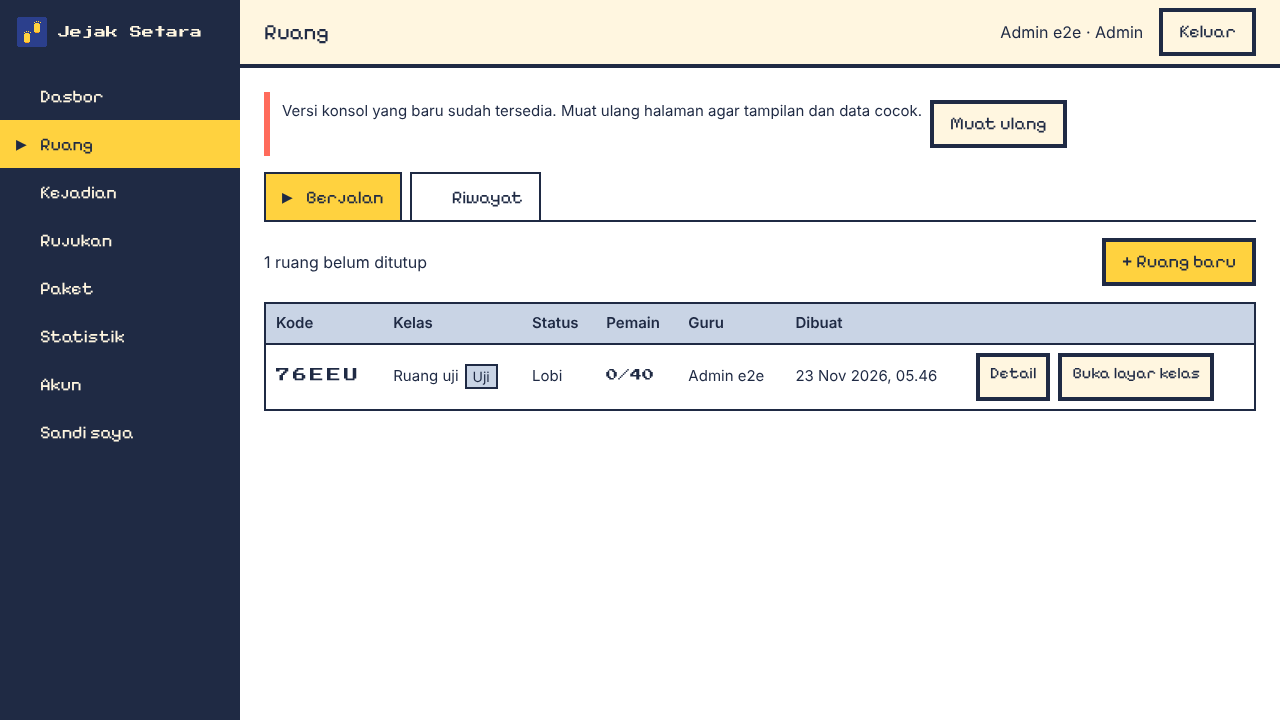 Jejak Setara
Ruang
Admin e2e · Admin
Keluar
Dasbor
▶ Ruang
Kejadian
Rujukan
Paket
Statistik
Akun
Sandi saya
Versi konsol yang baru sudah tersedia. Muat ulang halaman agar tampilan dan data cocok.
Muat ulang
▶ Berjalan
Riwayat
1 ruang belum ditutup
+ Ruang baru
Kode Kelas Status Pemain Guru Dibuat
76EEU Ruang uji Uji Lobi 0/40 Admin e2e 23 Nov 2026, 05.46 Detail Buka layar kelas